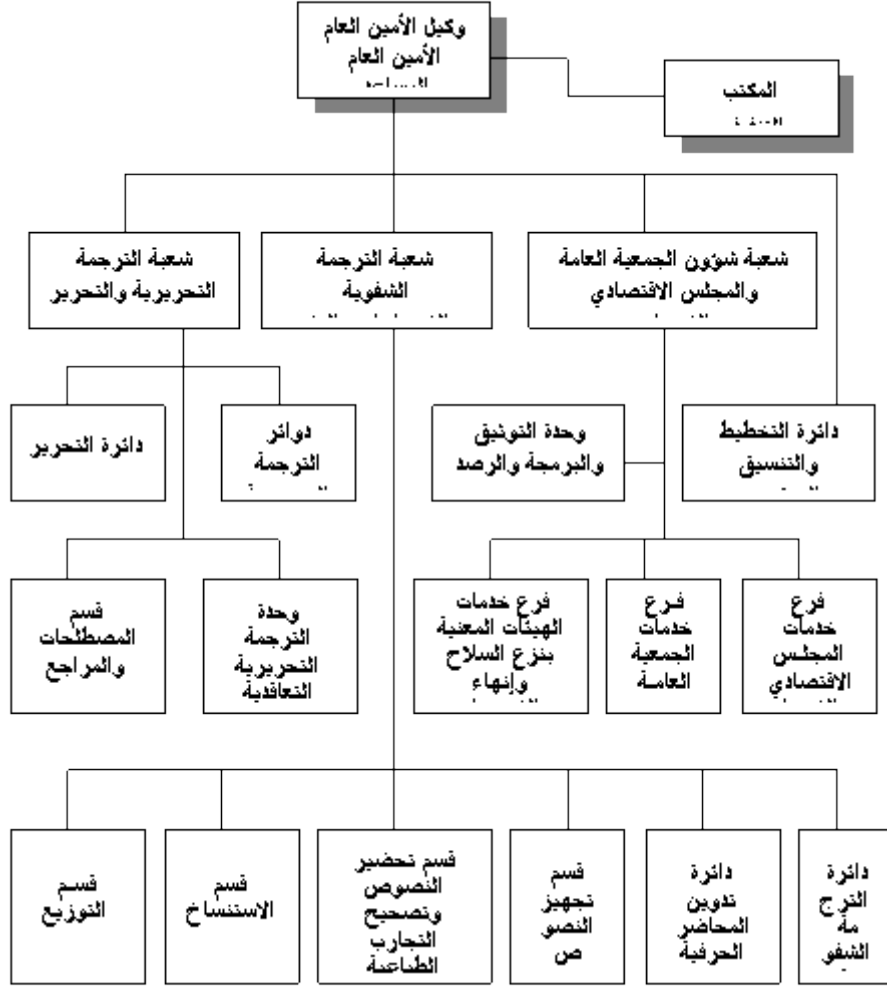 وكيل الأمين العام
الأمين العام
المكتب
شعبة شؤون الجمعية العامة
والمجلس الاقتصادي
شعبة الترجمة
الشفوية
شعبة الترجمة
التحريرية والتحرير
دائرة التخطيط
والتنسيق
وحدة التوثيق
والبرمجة والرصد
دوائر
الترجمة
دائرة التحرير
فرع
خدمات
المجلس
الاقتصادي
فرع
خدمات
الجمعية
العامة
فرع خدمات
الهيئات المعنية
بنزع السلاح
وإنهاء
وحدة
الترجمة
التحريرية
التعاقدية
قسم
المصطلحات
والمراجع
دائرة
الترج
مة
الشفو
دائرة
تدوين
المحاضر
الحرفية
قسم
تجهيز
النصو
ص
قسم تحضير
النصوص
وتصحيح
التجارب
الطباعية
قسم
الاستنساخ
قسم
التوزيع